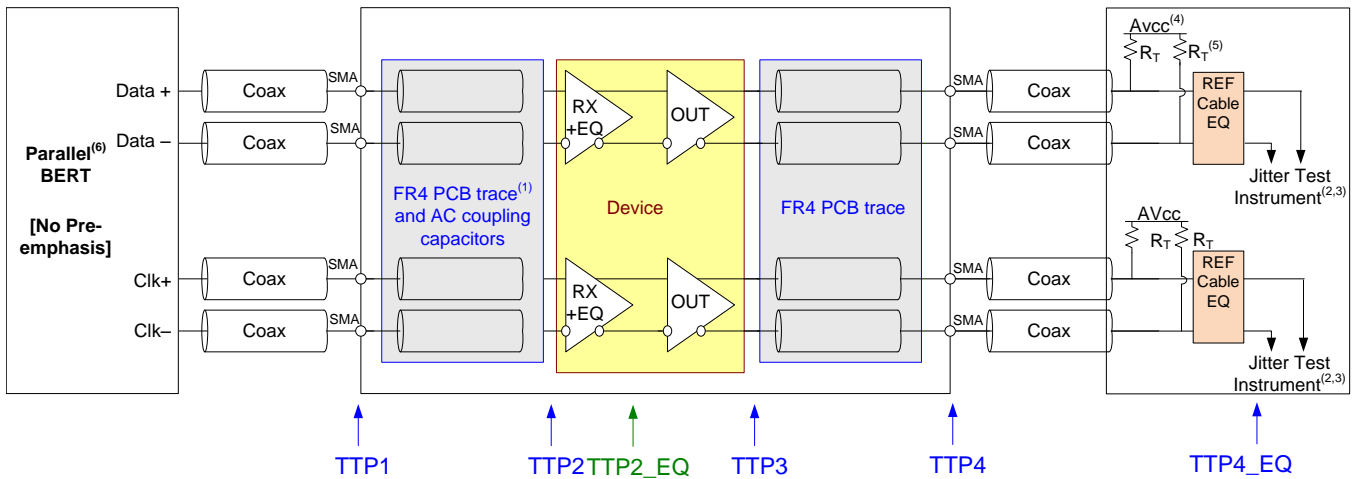 Parallel(6)
BERT
[No Pre-
emphasis]
Data +
Data –
Clk+
Clk–
Coax
Coax
Coax
Coax
SMA
SMA
SMA
SMA
FR4 PCB trace(1)
and AC coupling
capacitors
RX
+EQ
OUT
Device
RX
+EQ
OUT
FR4 PCB trace
SMA
SMA
SMA
SMA
Coax
Coax
Coax
Coax
Avcc(4)
RT
RT(5)
REF
Cable
EQ
Jitter Test
Instrument(2,3)
AVcc
RT
RT
REF
Cable
EQ
Jitter Test
Instrument(2,3)
TTP1
TTP2
TTP2_EQ
TTP3
TTP4
TTP4_EQ